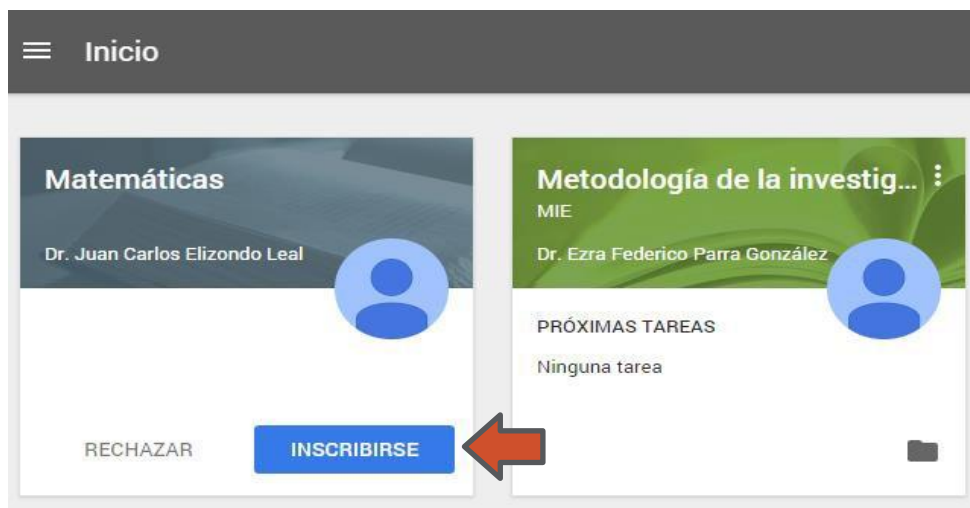 Inicio
Matemáticas
Dr. Juan Carlos Elizondo Leal
RECHAZAR
INSCRIBIRSE
Metodología de la investig...
MIE
Dr. Ezra Federico Parra González
PRÓXIMAS TAREAS
Ninguna tarea